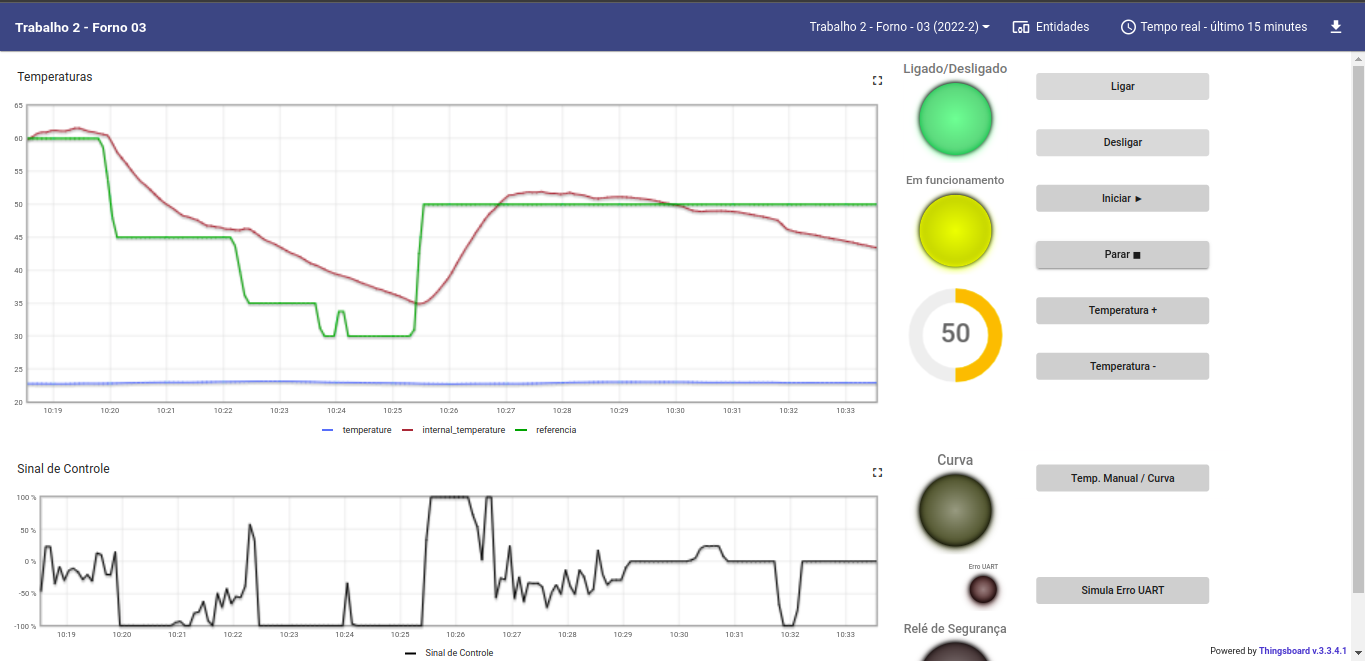 Trabalho 2 - Forno 03
Trabalho 2 - Forno - 03 (2022-2)
Entidades
Tempo real - último 15 minutes
Temperaturas
65
60
55
50
45
40
35
30
25
20
10:19 10:20 10:21 10:22 10:23 10:24 10:25 10:26 10:27 10:28 10:29 10:30 10:31 10:32 10:33
temperature internal_temperature referencia
Ligado/Desligado
Em funcionamento
50
Ligar
Desligar
Iniciar ►
Parar ■
Temperatura +
Temperatura -
Sinal de Controle
100 %
50 %
0 %
-50 %
-100 %
10:19 10:20 10:21 10:22 10:23 10:24 10:25 10:26 10:27 10:28 10:29 10:30 10:31 10:32 10:33
Sinal de Controle
Curva
Temp. Manual / Curva
Erro UART
Simula Erro UART
Relé de Segurança
Powered by Thingsboard v.3.3.4.1